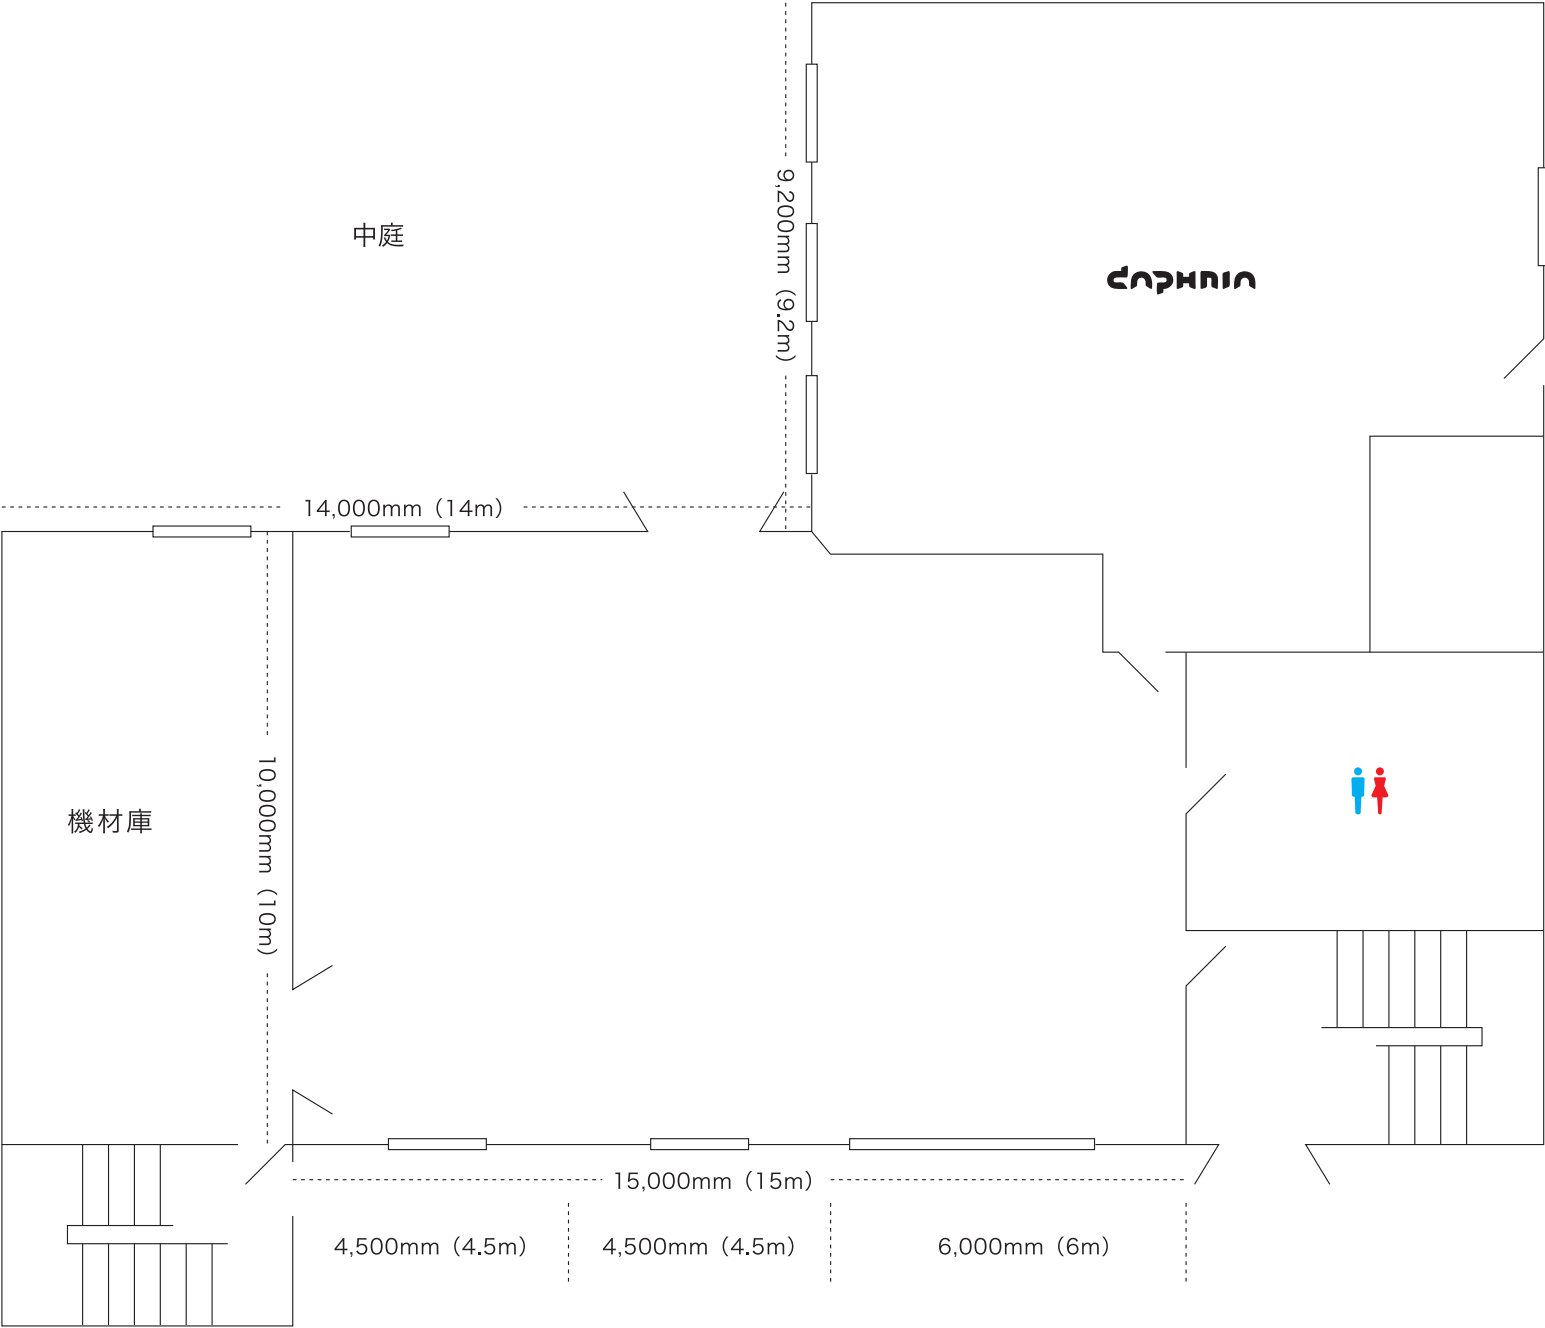 中庭
9,200mm（9.2m）
daphnia
14,000mm（14m）
10,000mm（10m）
機材庫
15,000mm（15m）
4,500mm（4.5m）
4,500mm（4.5m）
6,000mm（6m）